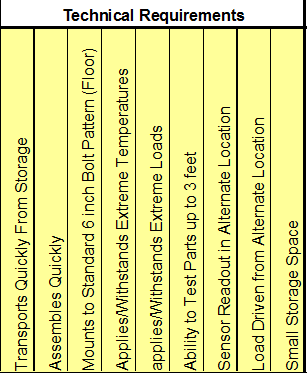 Technical Requirements
Transports Quickly From Storage
Assembles Quickly
Mounts to Standard 6 inch Bolt Pattern (Floor)
Applies/Withstands Extreme Temperatures
applies/Withstands Extreme Loads
Ability to Test Parts up to 3 feet
Sensor Readout in Alternate Location
Load Driven from Alternate Location
Small Storage Space